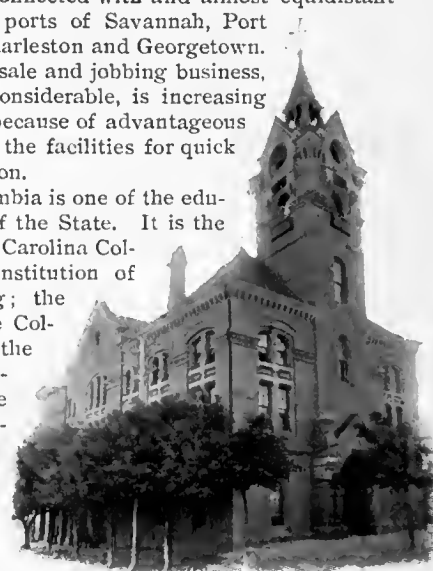 onnected with and almost equidistant
ports of Savannah, Port
arleston and Georgetown.
sale and jobbing business,
onsiderable, is increasing
because of advantageous
the facilities for quick
on.
mbia is one of the edu-
f the State. It is the
Carolina Col-
nstitution of
g; the
e Col-
the
-
e
-